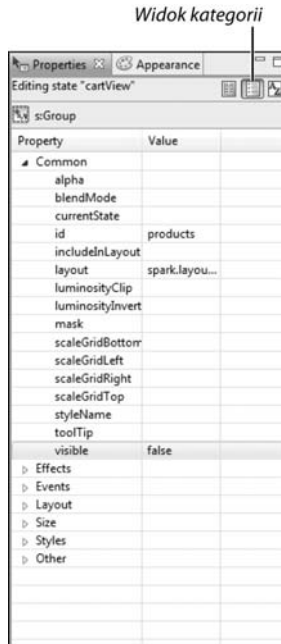 Widok kategorii
Properties Appearance
Editing state "cartView"
s:Group
Property Value
Common
alpha
blendMode
currentState
id products
includeInLayout
layout spark.layou...
luminosityClip
luminosityInvert
mask
scaleGridBottom
scaleGridLeft
scaleGridRight
scaleGridTop
styleName
toolTip
visible false
Effects
Events
Layout
Size
Styles
Other